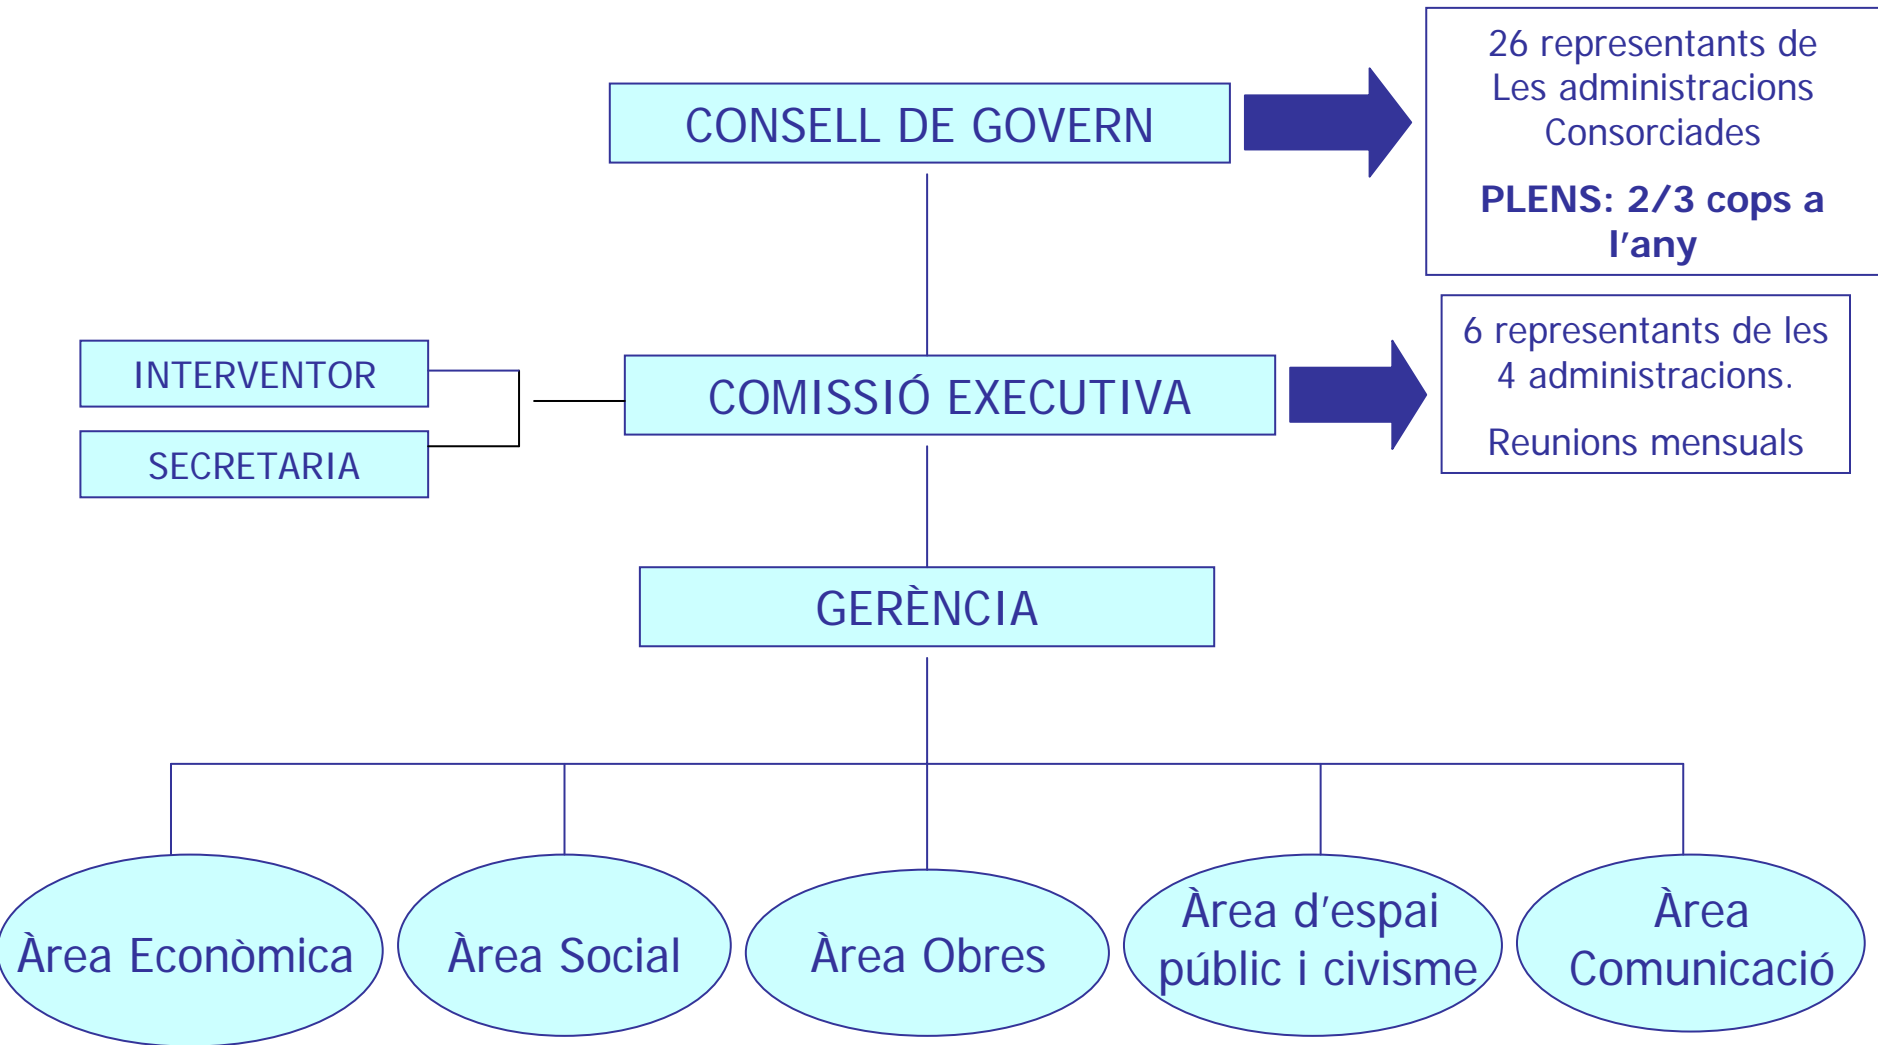 26 representants de
Les administracions
Consorciades
PLENS: 2/3 cops a
l'any
CONSELL DE GOVERN
6 representants de les
4 administracions.
Reunions mensuals
INTERVENTOR
COMISSIÓ EXECUTIVA
SECRETARIA
GERÈNCIA
Àrea Econòmica
Àrea Social
Àrea Obres
Àrea d'espai
públic i civisme
Àrea
Comunicació